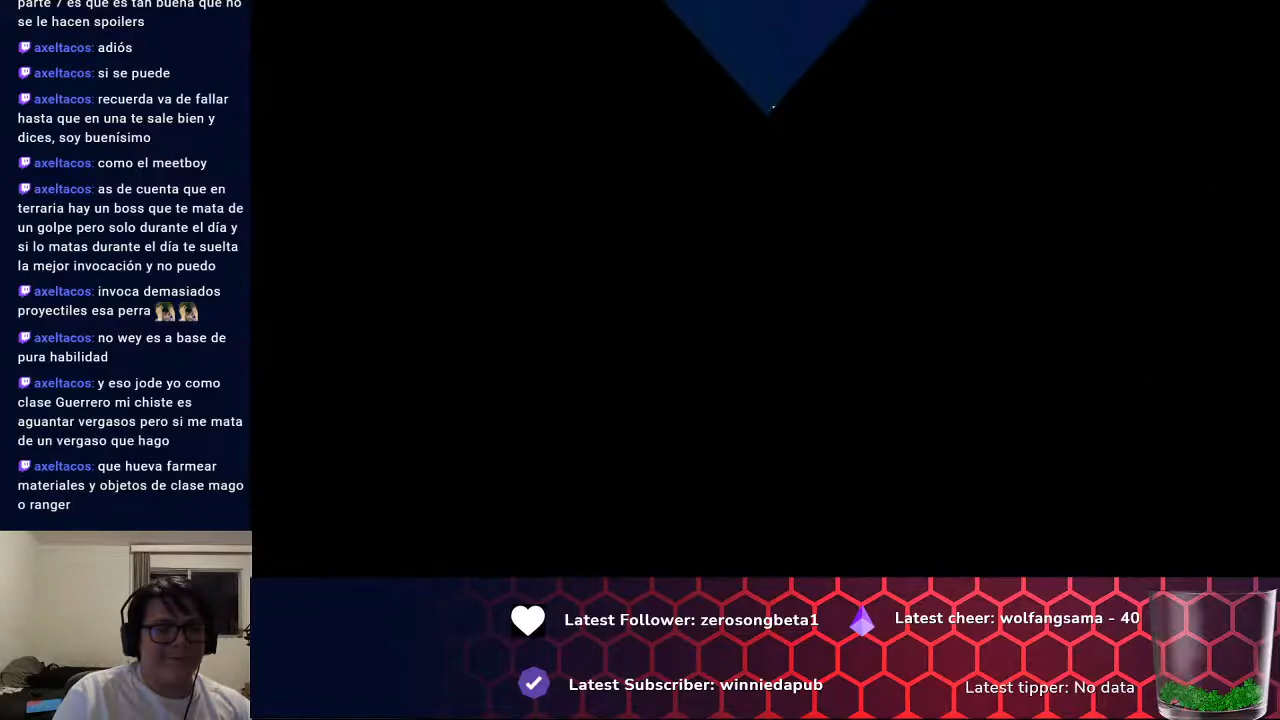 parte 7 es que es tan buena que no
se le hacen spoilers
axeltacos: adiós
axeltacos: si se puede
axeltacos: recuerda va de fallar
hasta que en una te sale bien y
dices, soy buenísimo
axeltacos: como el meetboy
axeltacos: as de cuenta que en
terraria hay un boss que te mata de
un golpe pero solo durante el día y
si lo matas durante el día te suelta
la mejor invocación y no puedo
axeltacos: invoca demasiados
proyectiles esa perra
axeltacos: no wey es a base de
pura habilidad
axeltacos: y eso jode yo como
clase Guerrero mi chiste es
aguantar vergasos pero si me mata
de un vergaso que hago
axeltacos: que hueva farmear
materiales y objetos de clase mago
o ranger
Latest Follower: zerosongbeta1
Latest cheer: wolfangsama - 40
Latest Subscriber: winniedapub
Latest tipper: No data